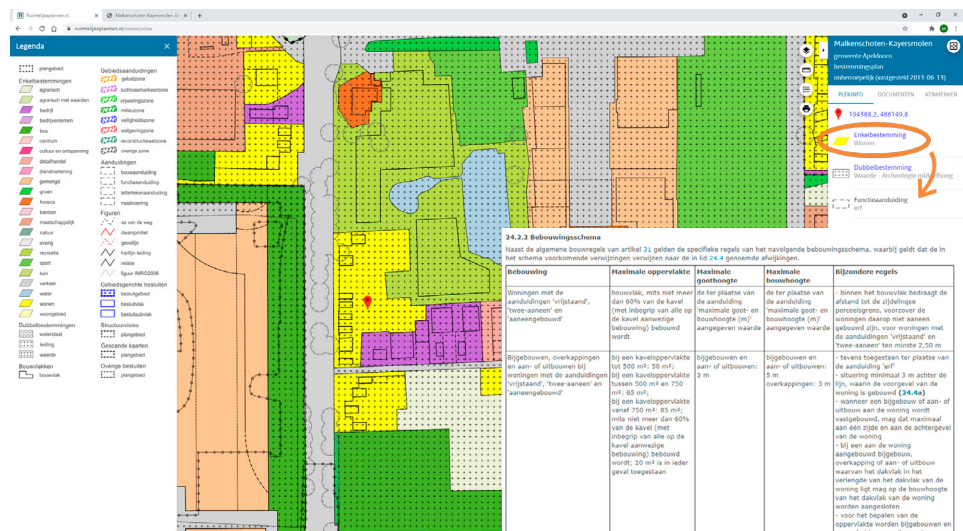 Ruimtelijkeplannen.nl
Malkenschoten-Kayersmolen: A
ruimtelijkeplannen.nl/viewer/view
Legenda
plangebied
Enkelbestemmingen
agrarisch
agrarisch met waarden
bedrijf
bedrijventerrein
bos
centrum
cultuur en ontspanning
detailhandel
dienstverlening
gemengd
groen
horeca
kantoor
maatschappelijk
natuur
overig
recreatie
sport
tuin
verkeer
water
wonen
woongebied
Dubbelbestemmingen
waterstaat
leiding
waarde
Bouwvlakken
bouwvlak
Gebiedsaanduidingen
geluidzone
luchtvaartverkeerzone
vrijwaringszone
milieuzone
veiligheidszone
wetgevingzone
reconstructiewetzone
overige zone
Aanduidingen
bouwaanduiding
functieaanduiding
lettertekenaanduiding
maatvoering
Figuren
as van de weg
dwarsprofiel
gevellijn
hartlijn leiding
relatie
figuur IMRO2008
Gebiedsgerichte besluiten
besluitgebied
besluitvlak
besluitsubvlak
Structuurvisies
plangebied
Gescande kaarten
plangebied
Overige besluiten
plangebied
Malkenschoten-Kayersmolen
gemeente Apeldoorn
bestemmingsplan
onherroepelijk (vastgesteld 2013-06-13)
PLEKINFO DOCUMENTEN KENMERKEN
194368.2, 466149.8
Enkelbestemming
Wonen
Dubbelbestemming
Waarde - Archeologie middelhoog
Functieaanduiding
erf
24.2.2 Bebouwingsschema
Naast de algemene bouwregels van artikel 31 gelden de specifieke regels van het navolgende bebouwingsschema, waarbij geldt dat de in
het schema voorkomende verwijzingen verwijzen naar de in lid 24.4 genoemde afwijkingen.
Bebouwing
Maximale oppervlakte
Maximale
goothoogte
Maximale
bouwhoogte
Bijzondere regels
Woningen met de
aanduidingen 'vrijstaand',
'twee-aaneen' en
'aaneengebouwd'
bouwvlak, mits niet meer
dan 60% van de kavel
(met inbegrip van alle op
de kavel aanwezige
bebouwing) bebouwd
wordt
de ter plaatse van
de aanduiding
'maximale goot- en
bouwhoogte (m)'
aangegeven waarde
de ter plaatse van
de aanduiding
'maximale goot- en
bouwhoogte (m)'
aangegeven waarde
- binnen het bouwvlak bedraagt de
afstand tot de zijdelingse
perceelsgrens, voorzover de
woningen daarop niet aaneen
gebouwd zijn, voor woningen met
de aanduidingen 'vrijstaand' en
'twee-aaneen' ten minste 2,50 m
Bijgebouwen, overkappingen
en aan- of uitbouwen bij
woningen met de aanduidingen
'vrijstaand', 'twee-aaneen' en
'aaneengebouwd'
bij een kaveloppervlakte
tot 500 m²: 50 m²;
bij een kaveloppervlakte
tussen 500 m² en 750
m²: 65 m²;
bij een kaveloppervlakte
vanaf 750 m²: 85 m²;
mits niet meer dan 60%
van de kavel (met
inbegrip van alle op de
kavel aanwezige
bebouwing) bebouwd
wordt; 20 m² is in ieder
geval toegestaan
bijgebouwen en
aan- of uitbouwen:
3 m
bijgebouwen en
aan- of uitbouwen:
5 m
overkappingen: 3 m
- tevens toegestaan ter plaatse van
de aanduiding 'erf'
- situering minimaal 3 m achter de
lijn, waarin de voorgevel van de
woning is gebouwd (24.4a)
- wanneer een bijgebouw of aan- of
uitbouw aan de woning wordt
vastgebouwd, mag dat maximaal
aan één zijde en aan de achtergevel
van de woning
- bij een aan de woning
aangebouwd bijgebouw,
overkapping of aan- of uitbouw
waarvan het dakvlak in het
verlengde van het dakvlak van de
woning ligt mag op de bouwhoogte
van het dakvlak van de woning
worden aangesloten
- voor het bepalen van de
oppervlakte worden bijgebouwen en